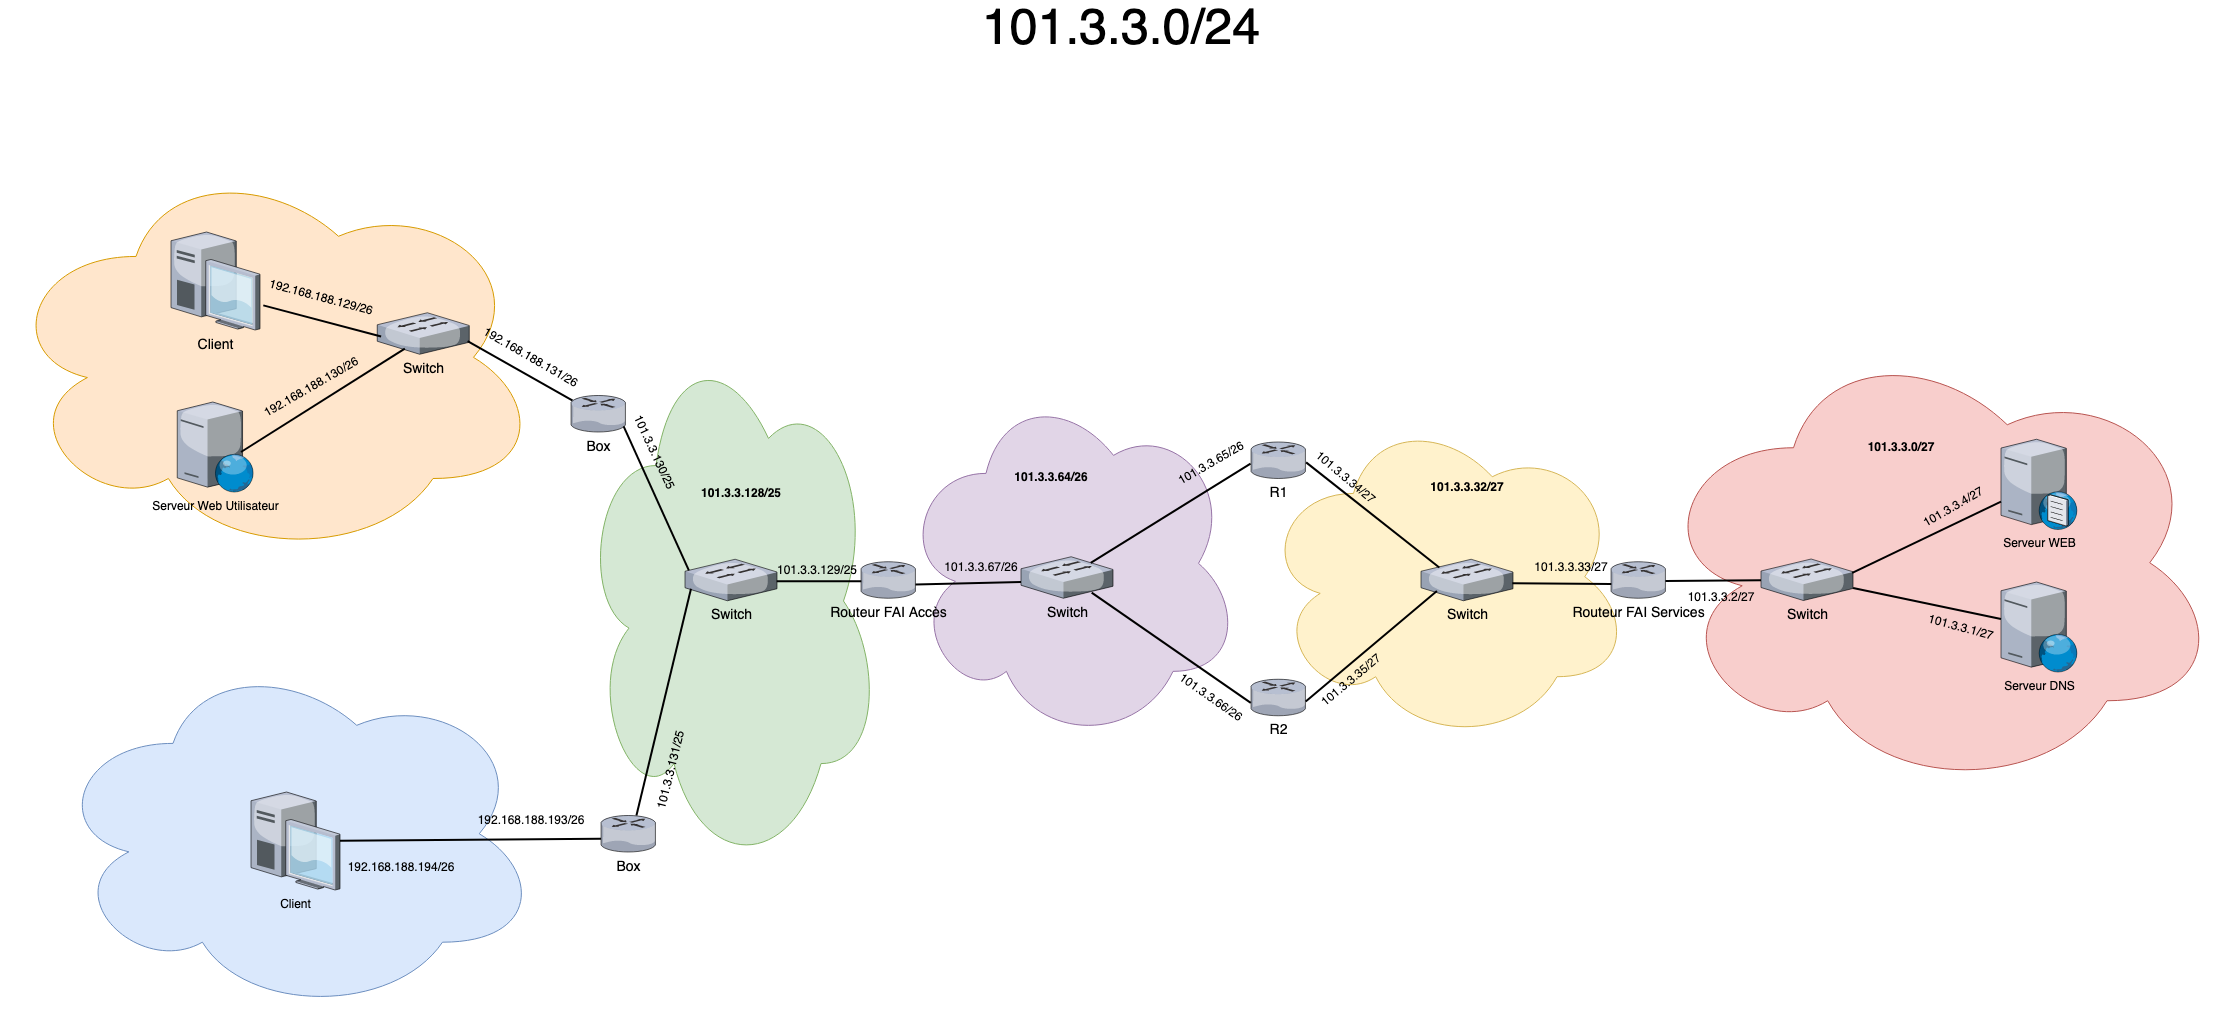 101.3.3.0/24
192.168.188.129/26
Client
Switch
192.168.188.130/26
Serveur Web Utilisateur
192.168.188.131/26
Box
101.3.3.130/25
101.3.3.128/25
Switch
101.3.3.129/25
Routeur FAI Accès
101.3.3.131/25
192.168.188.193/26
192.168.188.194/26
Client
Box
101.3.3.64/26
101.3.3.67/26
Switch
101.3.3.65/26
R1
101.3.3.66/26
R2
101.3.3.34/27
101.3.3.32/27
101.3.3.35/27
Switch
101.3.3.33/27
Routeur FAI Services
101.3.3.2/27
101.3.3.0/27
Switch
101.3.3.4/27
Serveur WEB
101.3.3.1/27
Serveur DNS